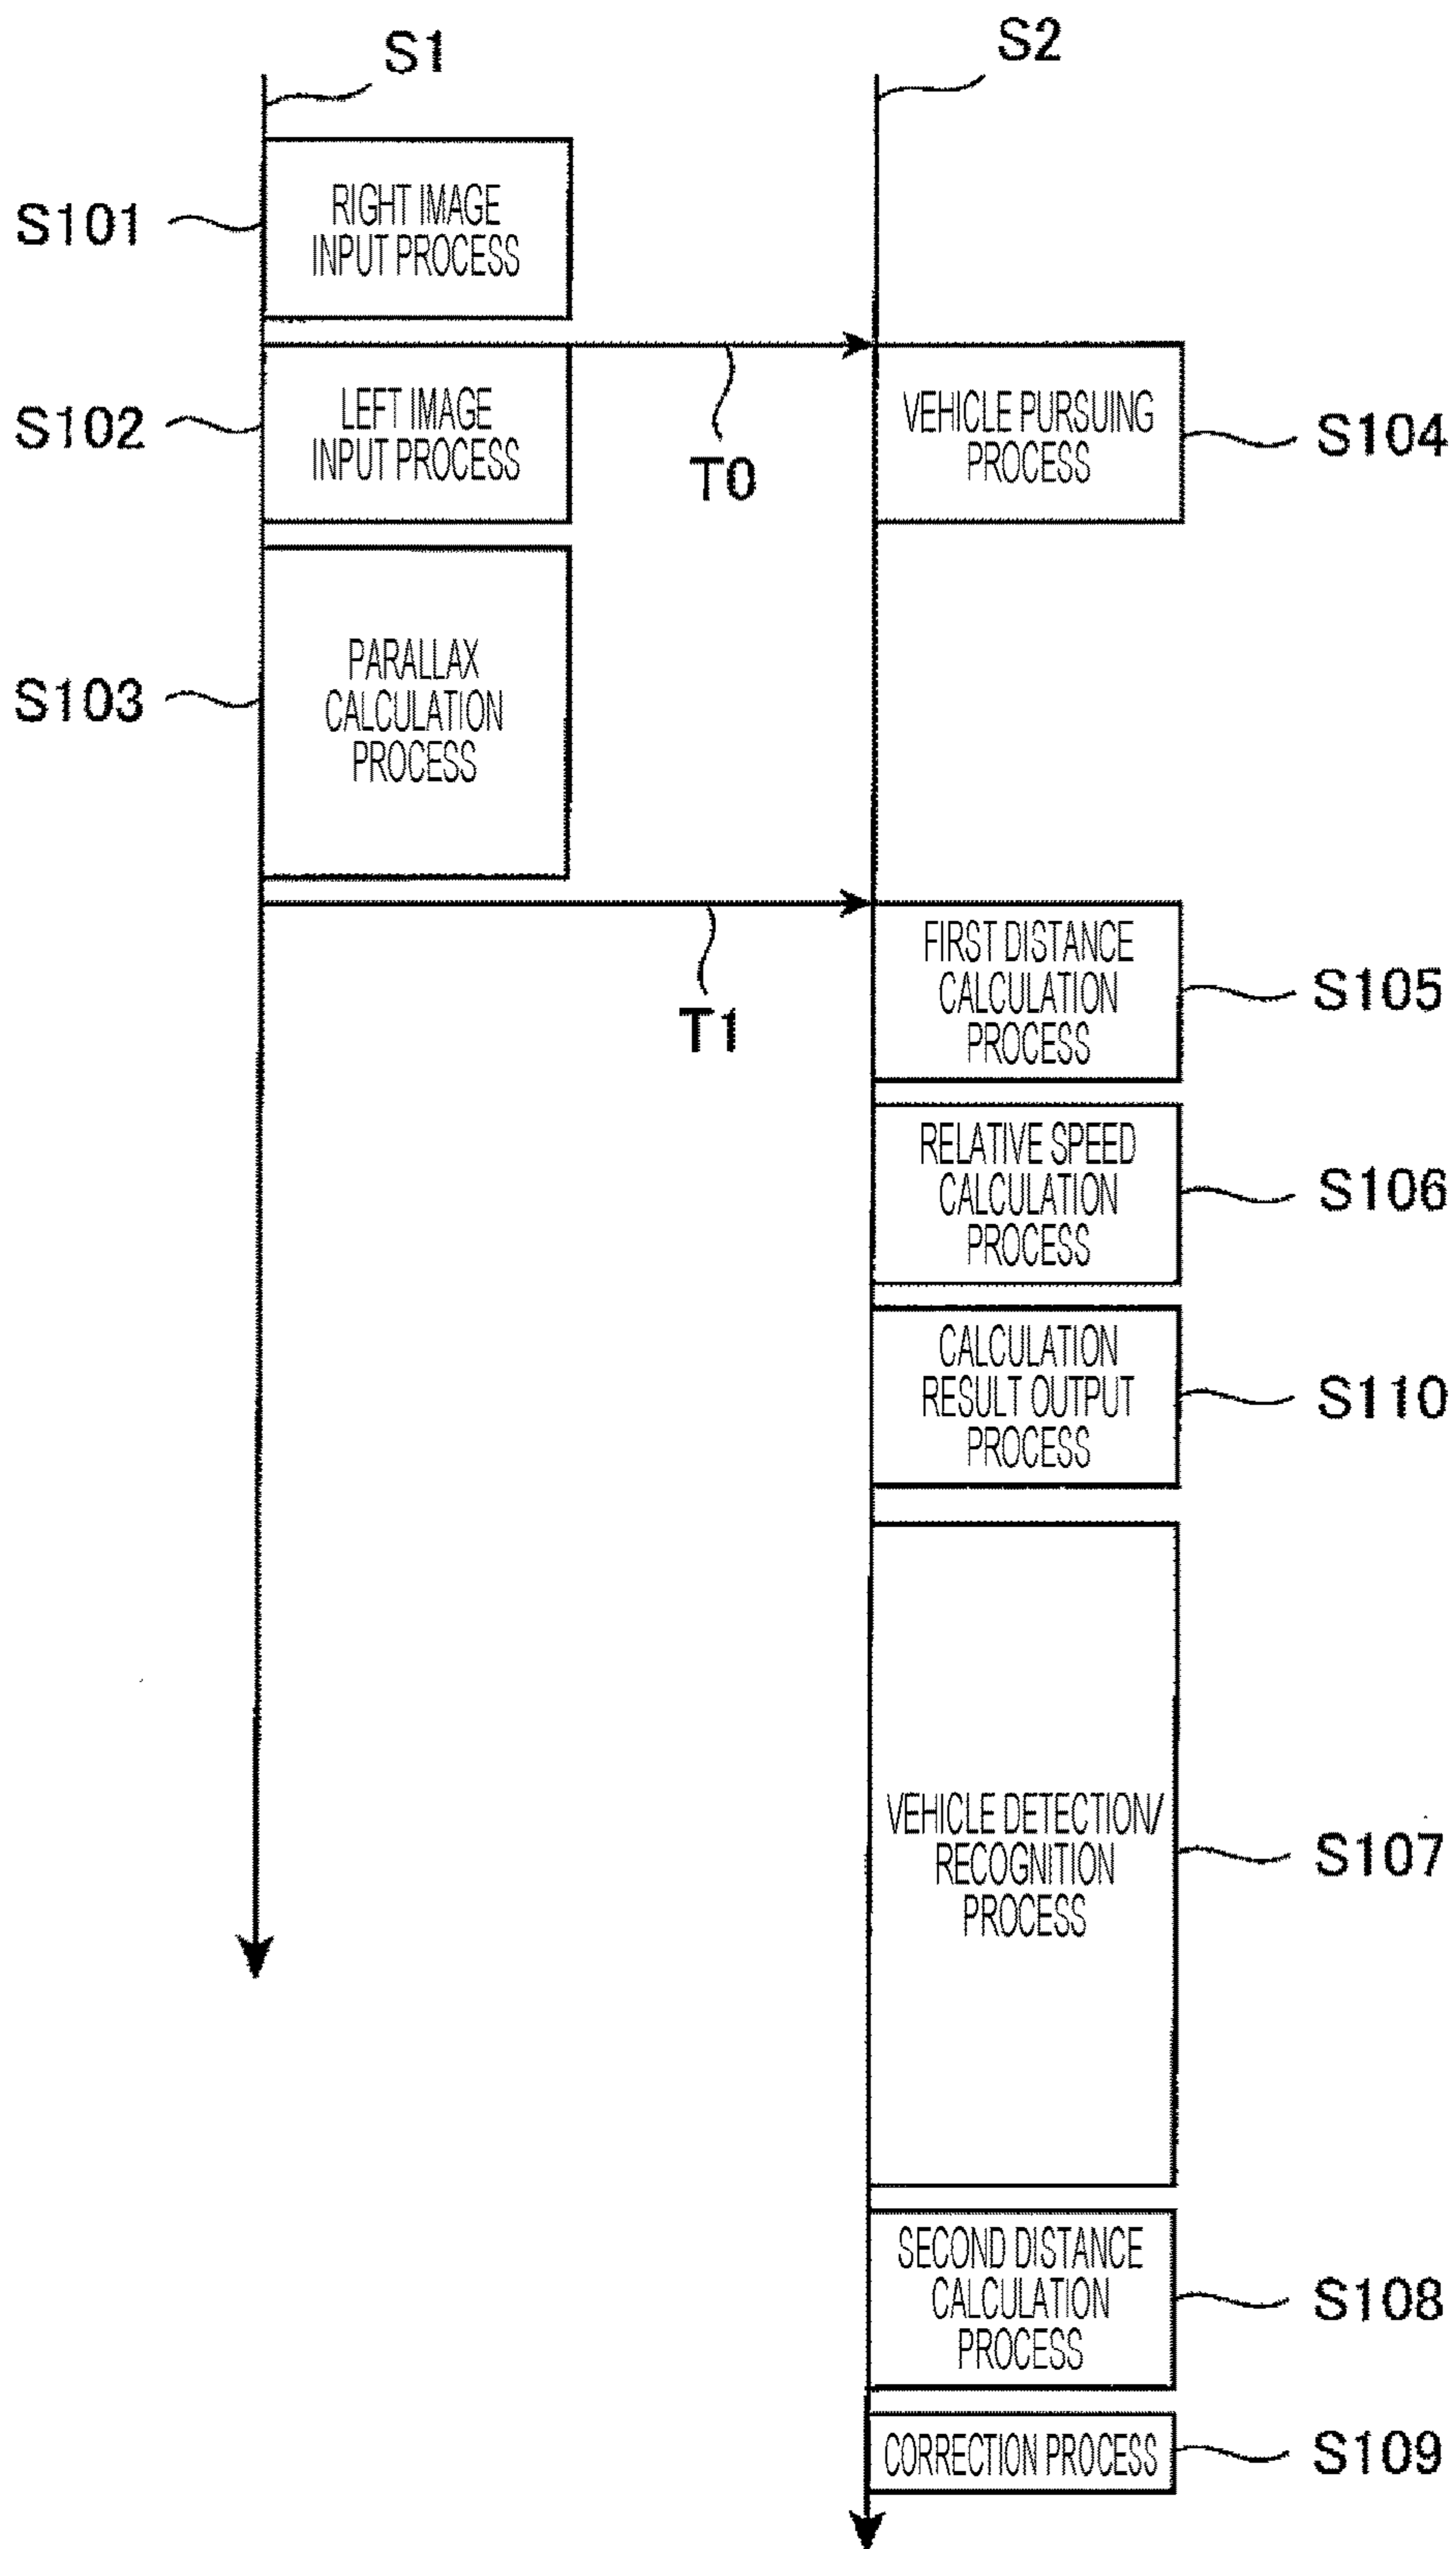 S1
S2
S101
RIGHT IMAGE
INPUT PROCESS
S102
LEFT IMAGE
INPUT PROCESS
T0
VEHICLE PURSUING
PROCESS
S104
S103
PARALLAX
CALCULATION
PROCESS
T1
FIRST DISTANCE
CALCULATION
PROCESS
S105
RELATIVE SPEED
CALCULATION
PROCESS
S106
CALCULATION
RESULT OUTPUT
PROCESS
S110
VEHICLE DETECTION/
RECOGNITION
PROCESS
S107
SECOND DISTANCE
CALCULATION
PROCESS
S108
CORRECTION PROCESS
S109